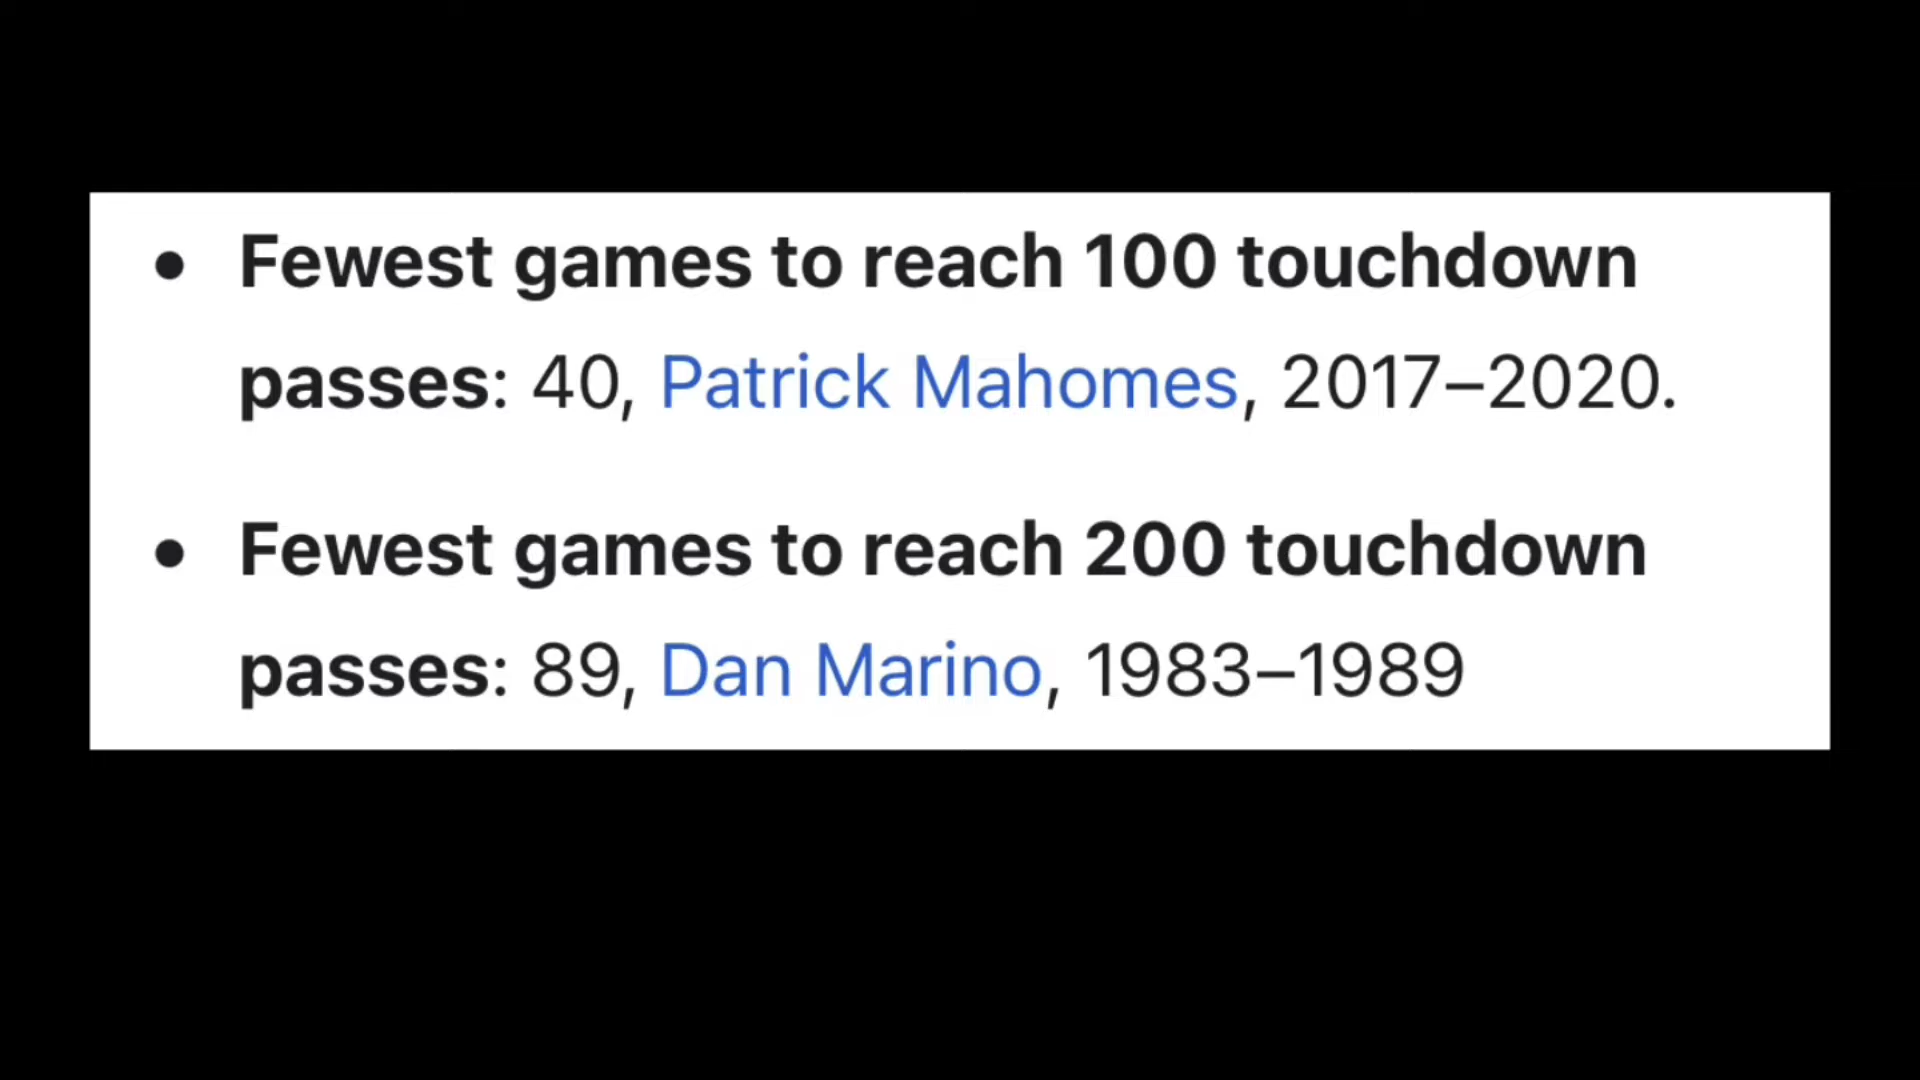 • Fewest games to reach 100 touchdown
passes: 40, Patrick Mahomes, 2017–2020.
• Fewest games to reach 200 touchdown
passes: 89, Dan Marino, 1983–1989